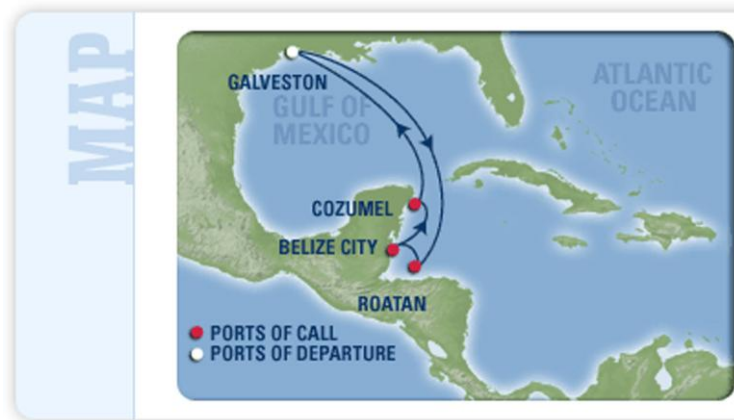 MAP
GALVESTON
GULF OF
MEXICO
ATLANTIC
OCEAN
COZUMEL
BELIZE CITY
ROATAN
PORTS OF CALL
PORTS OF DEPARTURE